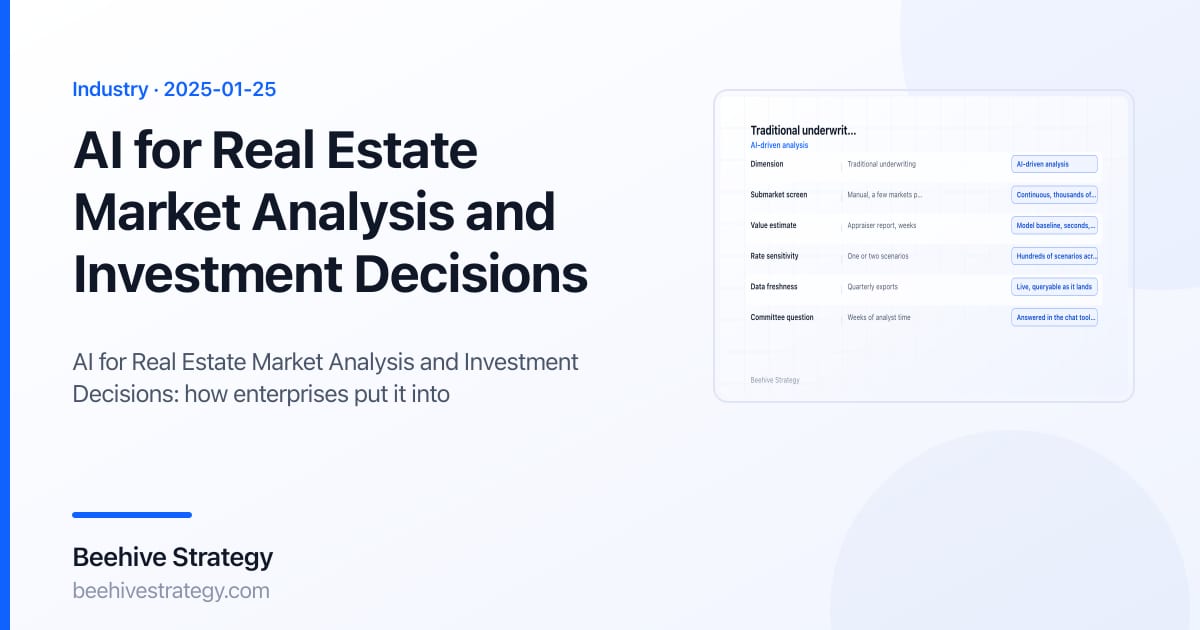 Industry · 2025-01-25
AI for Real Estate
Market Analysis and
Investment Decisions
AI for Real Estate Market Analysis and Investment
Decisions: how enterprises put it into
Beehive Strategy
beehivestrategy.com
Traditional underwrit...
AI-driven analysis
Dimension Traditional underwriting AI-driven analysis
Submarket screen Manual, a few markets p... Continuous, thousands of...
Value estimate Appraiser report, weeks Model baseline, seconds,...
Rate sensitivity One or two scenarios Hundreds of scenarios acr...
Data freshness Quarterly exports Live, queryable as it lands
Committee question Weeks of analyst time Answered in the chat tool...
Beehive Strategy